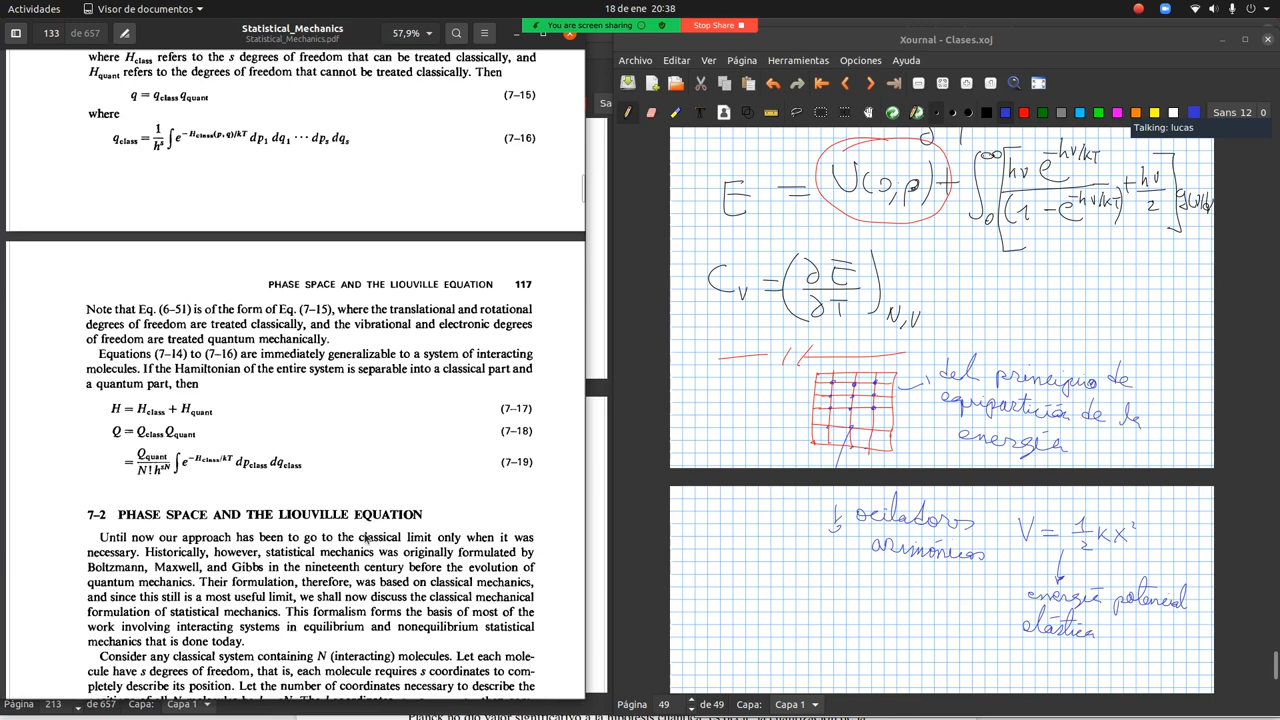 Actividades
Visor de documentos
18 de ene 20:38
133 de 657
Statistical_Mechanics
Statistical_Mechanics.pdf
57,9%
You are screen sharing
Stop Share
Xournal - Clases.xoj
Archivo Editar Ver Página Herramientas Opciones Ayuda
Sans 12
Talking: lucas
where H_class refers to the s degrees of freedom that can be treated classically, and
H_quant refers to the degrees of freedom that cannot be treated classically. Then
q = q_class q_quant (7–15)
where
q_class = 1/h^s ∫ e^{−H_class(p, q)/kT} dp_1 dq_1 ··· dp_s dq_s (7–16)
PHASE SPACE AND THE LIOUVILLE EQUATION 117
Note that Eq. (6–51) is of the form of Eq. (7–15), where the translational and rotational
degrees of freedom are treated classically, and the vibrational and electronic degrees
of freedom are treated quantum mechanically.
Equations (7–14) to (7–16) are immediately generalizable to a system of interacting
molecules. If the Hamiltonian of the entire system is separable into a classical part and
a quantum part, then
H = H_class + H_quant (7–17)
Q = Q_class Q_quant (7–18)
= Q_quant/N! h^{sN} ∫ e^{−H_class/kT} dp_class dq_class (7–19)
7–2 PHASE SPACE AND THE LIOUVILLE EQUATION
Until now our approach has been to go to the classical limit only when it was
necessary. Historically, however, statistical mechanics was originally formulated by
Boltzmann, Maxwell, and Gibbs in the nineteenth century before the evolution of
quantum mechanics. Their formulation, therefore, was based on classical mechanics,
and since this still is a most useful limit, we shall now discuss the classical mechanical
formulation of statistical mechanics. This formalism forms the basis of most of the
work involving interacting systems in equilibrium and nonequilibrium statistical
mechanics that is done today.
Consider any classical system containing N (interacting) molecules. Let each mole-
cule have s degrees of freedom, that is, each molecule requires s coordinates to com-
pletely describe its position. Let the number of coordinates necessary to describe the
Página 213 de 657 Capa: Capa 1
E = U(0,ρ) + ∫_0^∞ [hν e^{-hν/kT}/(1 - e^{-hν/kT}) + hν/2] g(ν)d
C_V = (∂E/∂T)_{N,V}
del principio de
equipartición de la
energía
ociladores
armónicos
V = 1/2 kx²
energía potencial
elástica
Página 49 de 49 Capa: Capa 1